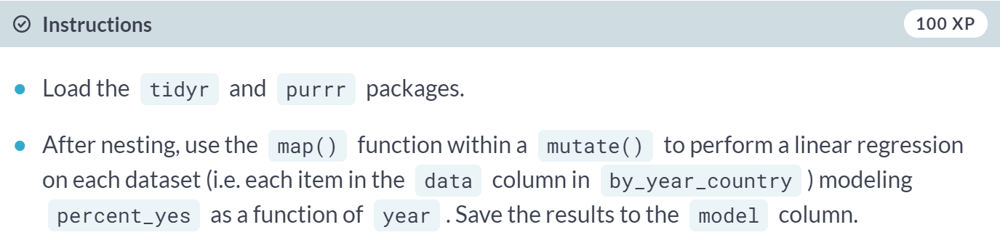 Instructions 100 XP
Load the tidyr and purrr packages.
After nesting, use the map() function within a mutate() to perform a linear regression
on each dataset (i.e. each item in the data column in by_year_country ) modeling
percent_yes as a function of year . Save the results to the model column.